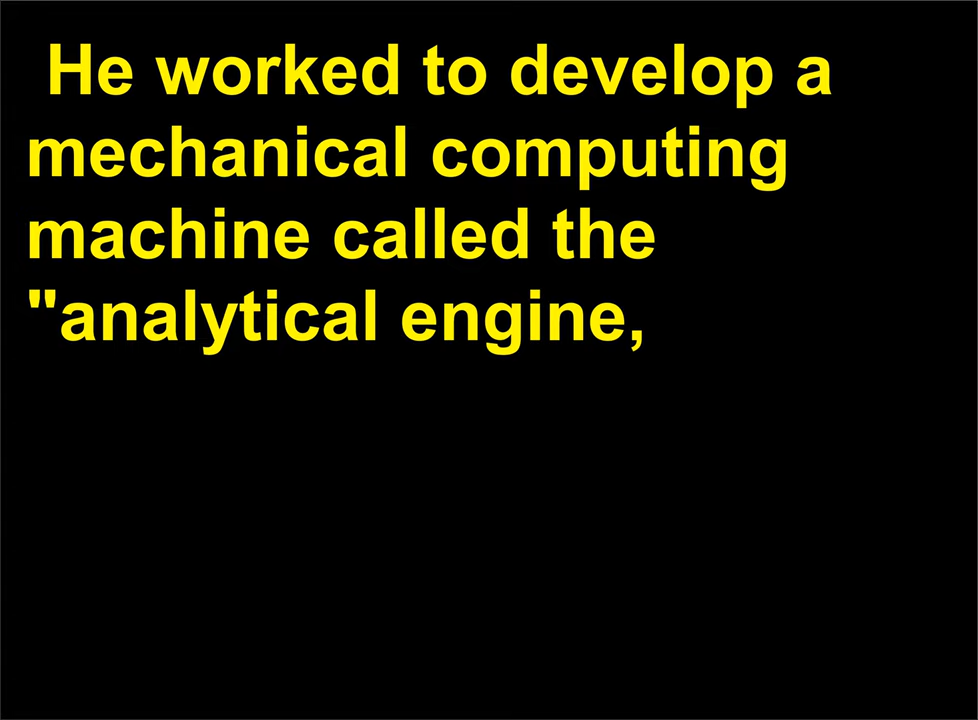 He worked to develop a
mechanical computing
machine called the
"analytical engine,